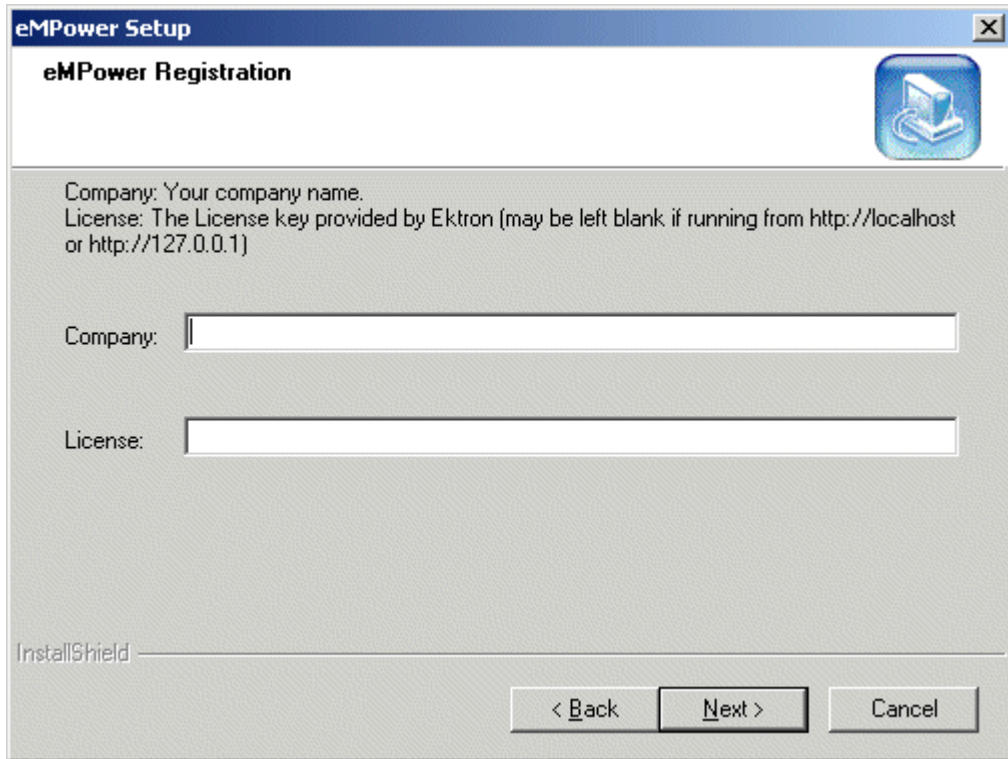 eMPower Setup
eMPower Registration
Company: Your company name.
License: The License key provided by Ektron (may be left blank if running from http://localhost
or http://127.0.0.1)
Company:
License:
InstallShield
< Back
Next >
Cancel